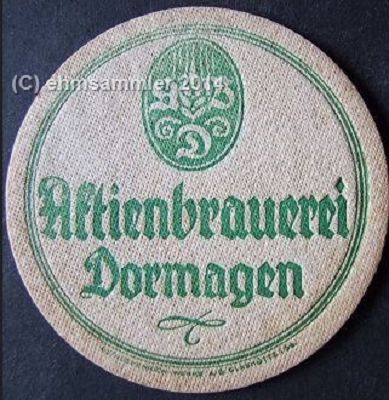 (C) ehmsammler 2014
A B
D
Aktienbrauerei
Dormagen